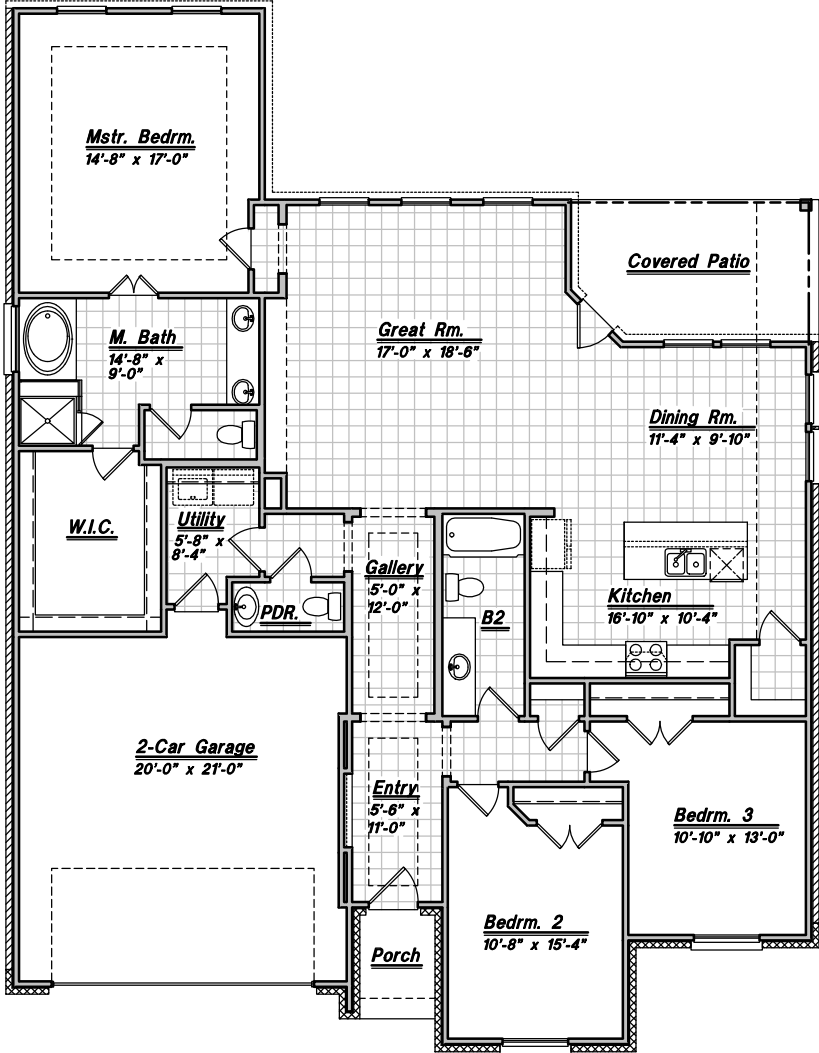 Mstr. Bedrm.
14'-8" x 17'-0"
Covered Patio
M. Bath
14'-8" x
9'-0"
Great Rm.
17'-0" x 18'-6"
Dining Rm.
11'-4" x 9'-10"
W.I.C.
Utility
5'-8" x
8'-4"
Gallery
5'-0" x
12'-0"
PDR.
B2
Kitchen
16'-10" x 10'-4"
2-Car Garage
20'-0" x 21'-0"
Entry
5'-6" x
11'-0"
Bedrm. 3
10'-10" x 13'-0"
Bedrm. 2
10'-8" x 15'-4"
Porch